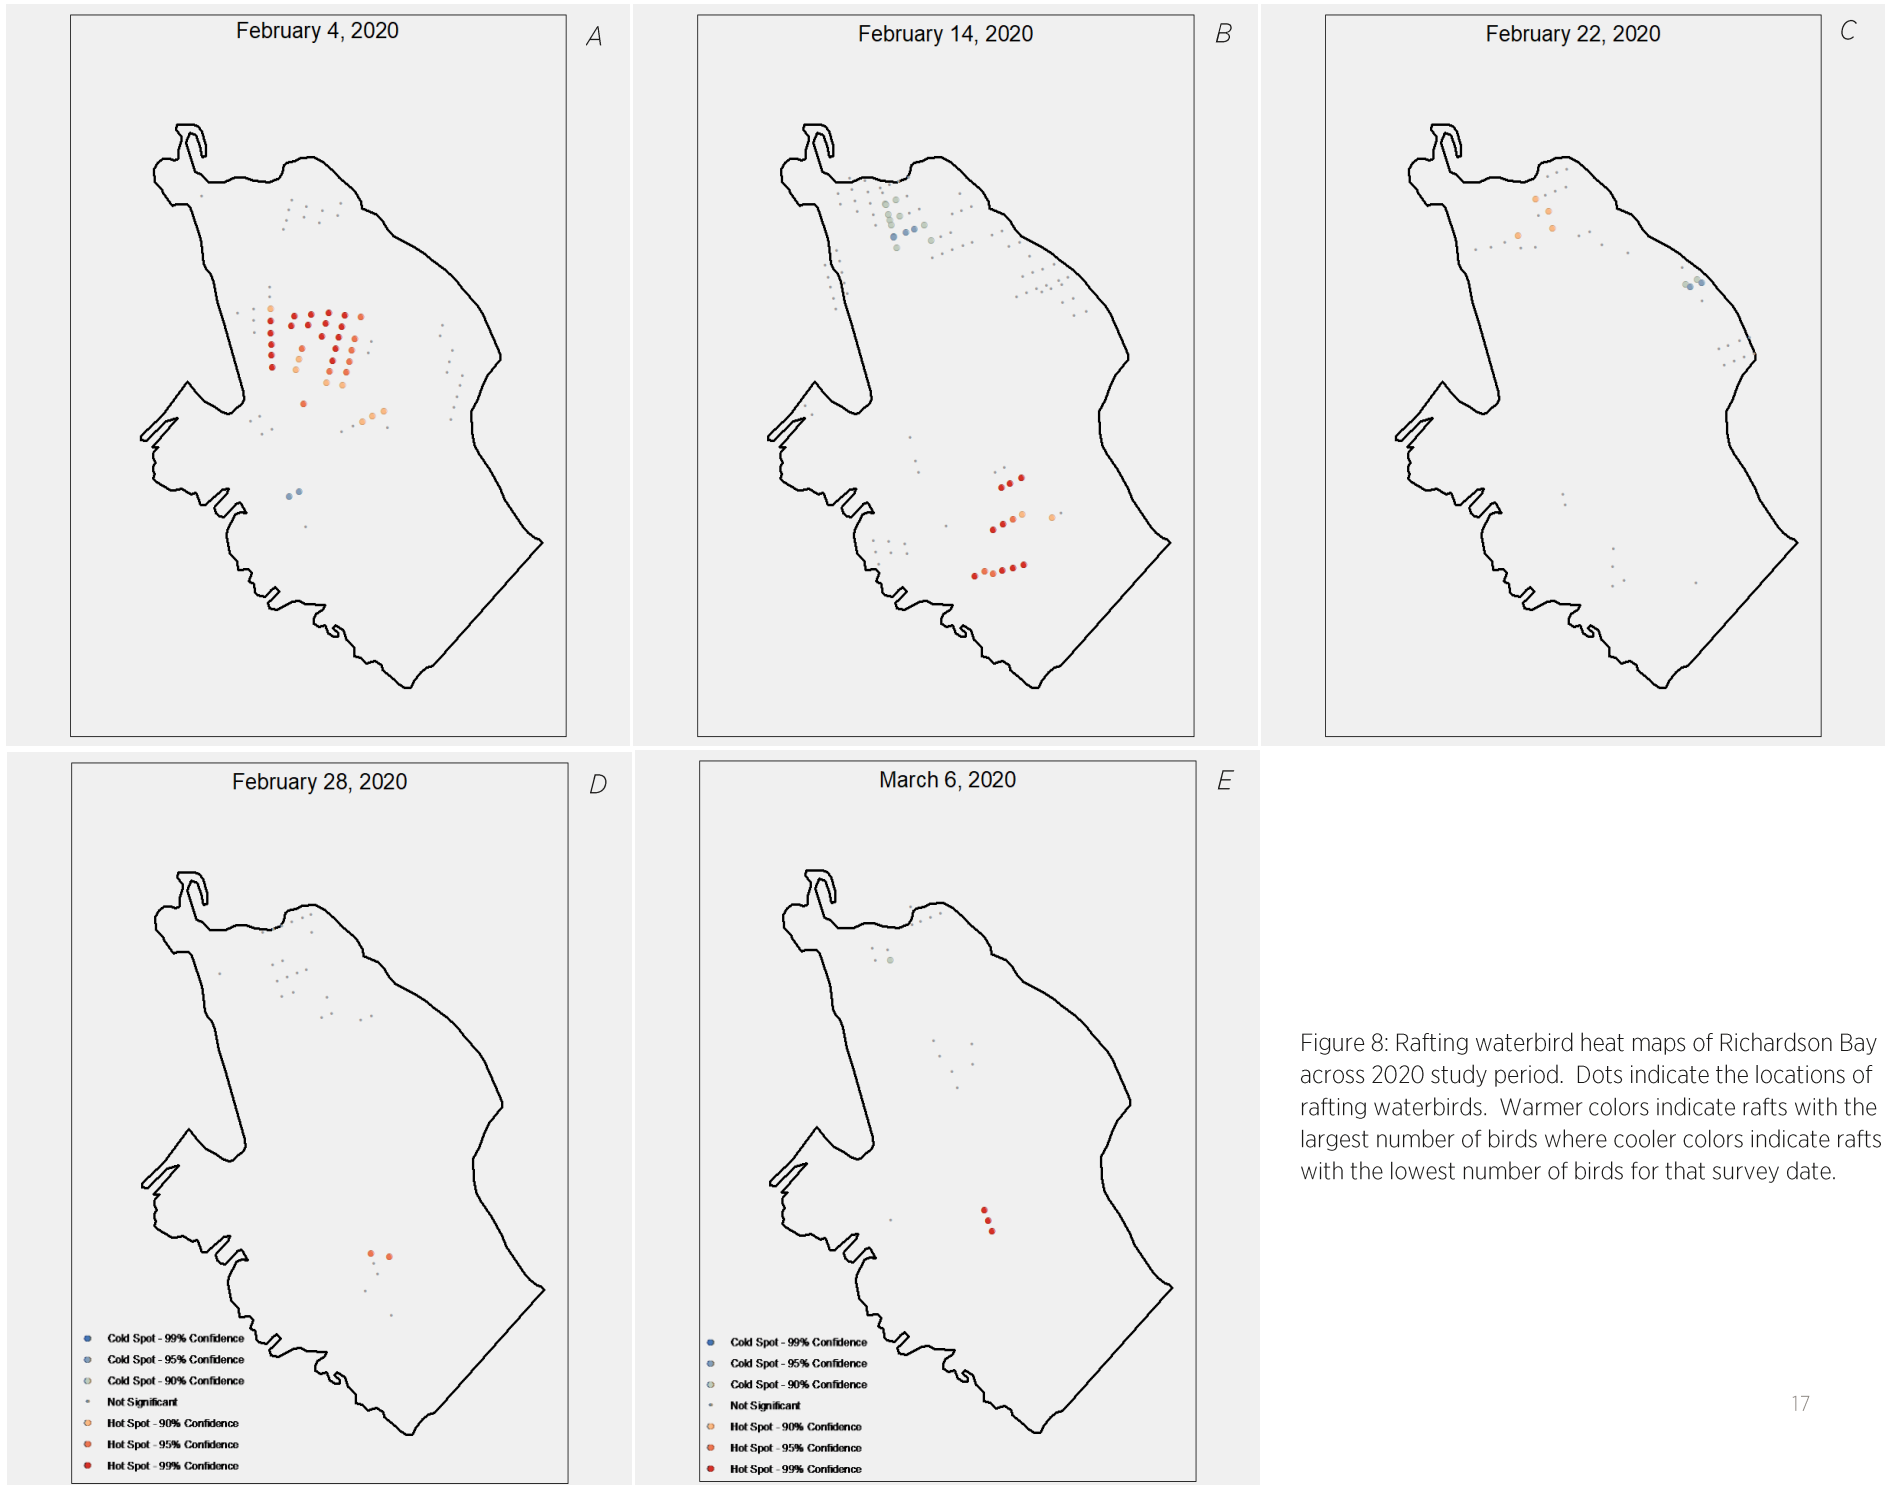 February 4, 2020
A
February 14, 2020
B
February 22, 2020
C
February 28, 2020
D
Cold Spot - 99% Confidence
Cold Spot - 95% Confidence
Cold Spot - 90% Confidence
Not Significant
Hot Spot - 90% Confidence
Hot Spot - 95% Confidence
Hot Spot - 99% Confidence
March 6, 2020
E
Cold Spot - 99% Confidence
Cold Spot - 95% Confidence
Cold Spot - 90% Confidence
Not Significant
Hot Spot - 90% Confidence
Hot Spot - 95% Confidence
Hot Spot - 99% Confidence
Figure 8: Rafting waterbird heat maps of Richardson Bay
across 2020 study period.  Dots indicate the locations of
rafting waterbirds.  Warmer colors indicate rafts with the
largest number of birds where cooler colors indicate rafts
with the lowest number of birds for that survey date.
17